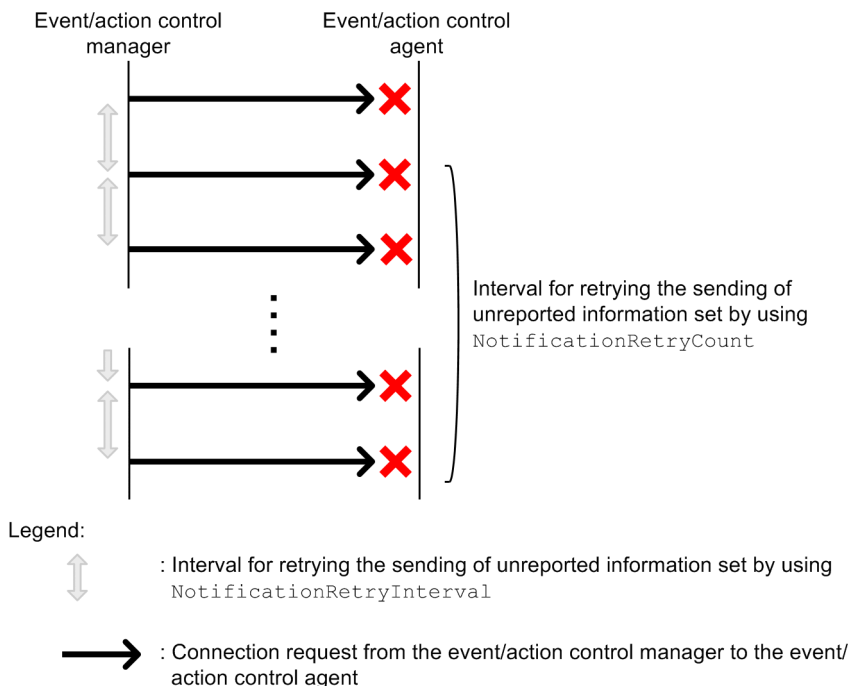 Event/action control
manager
Event/action control
agent
Interval for retrying the sending of
unreported information set by using
NotificationRetryCount
Legend:
: Interval for retrying the sending of unreported information set by using
NotificationRetryInterval
: Connection request from the event/action control manager to the event/
action control agent